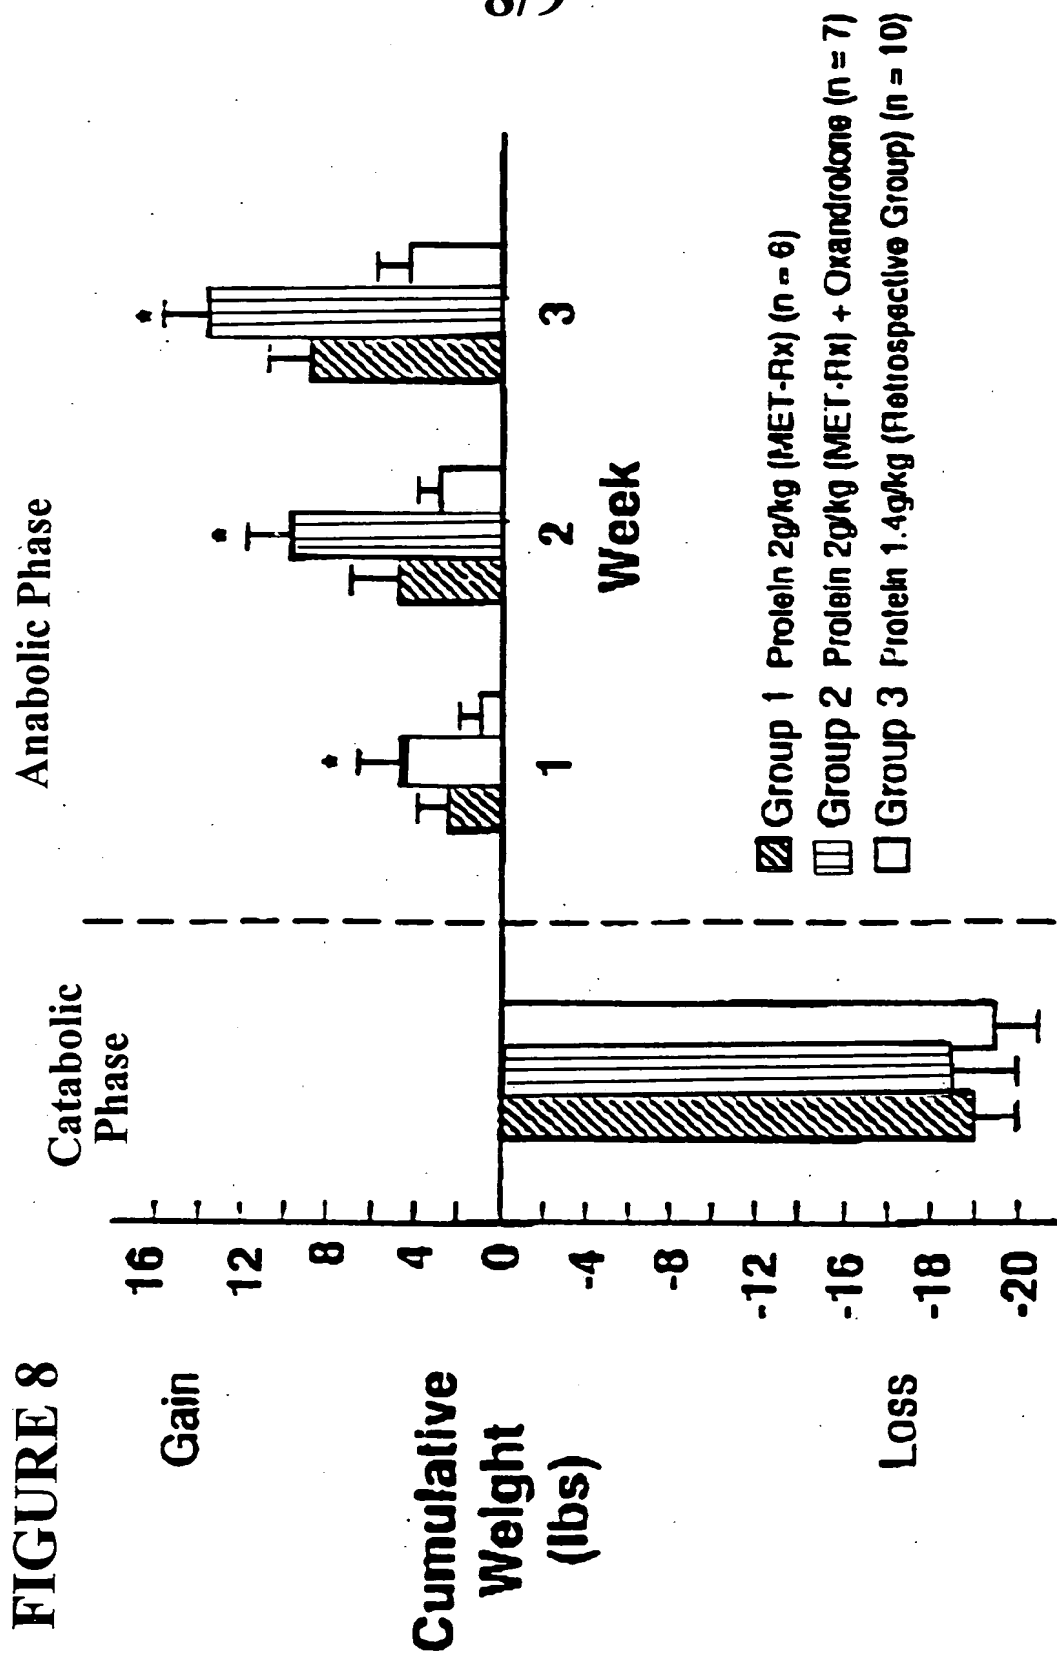 8/9
FIGURE 8
Catabolic
Phase
Anabolic Phase
Gain
Cumulative
Weight
(lbs)
Loss
16
12
8
4
0
-4
-8
-12
-16
-18
-20
*
*
*
1
2
3
Week
Group 1 Protein 2g/kg (MET-Rx) (n = 6)
Group 2 Protein 2g/kg (MET-Rx) + Oxandrolone (n = 7)
Group 3 Protein 1.4g/kg (Retrospective Group) (n = 10)